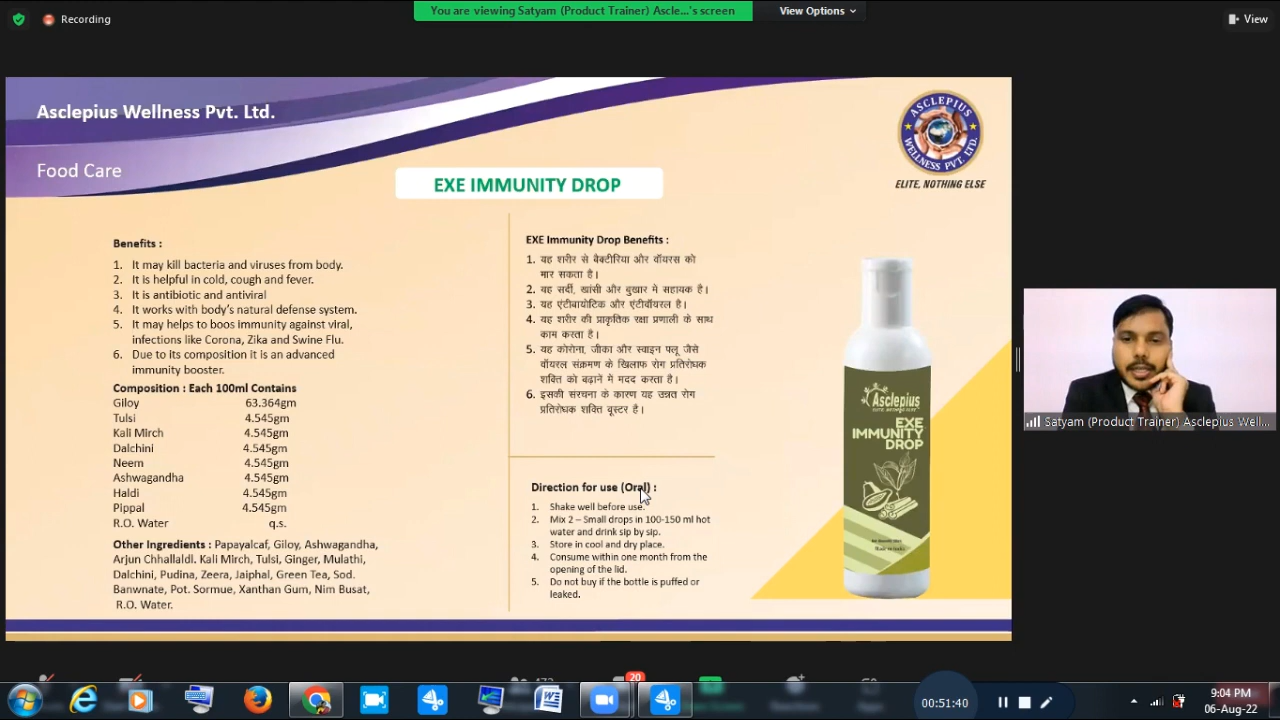 Recording
You are viewing Satyam (Product Trainer) Ascle...'s screen
View Options
View
Asclepius Wellness Pvt. Ltd.
Food Care
ASCLEPIUS WELLNESS PVT. LTD.
ELITE, NOTHING ELSE
EXE IMMUNITY DROP
Benefits :
1. It may kill bacteria and viruses from body.
2. It is helpful in cold, cough and fever.
3. It is antibiotic and antiviral
4. It works with body's natural defense system.
5. It may helps to boos immunity against viral,
infections like Corona, Zika and Swine Flu.
6. Due to its composition it is an advanced
immunity booster.
Composition : Each 100ml Contains
Giloy 63.364gm
Tulsi 4.545gm
Kali Mirch 4.545gm
Dalchini 4.545gm
Neem 4.545gm
Ashwagandha 4.545gm
Haldi 4.545gm
Pippal 4.545gm
R.O. Water q.s.
Other Ingredients : Papayalcaf, Giloy, Ashwagandha,
Arjun Chhallaldl. Kali Mirch, Tulsi, Ginger, Mulathi,
Dalchini, Pudina, Zeera, Jaiphal, Green Tea, Sod.
Banwnate, Pot. Sormue, Xanthan Gum, Nim Busat,
R.O. Water.
EXE Immunity Drop Benefits :
1. यह शरीर से बैक्टीरिया और वॉयरस को
मार सकता है।
2. यह सर्दी, खांसी और बुखार मे सहायक है।
3. यह एंटीबायोटिक और एंटीवॉयरल है।
4. यह शरीर की प्राकृतिक रक्षा प्रणाली के साथ
काम करता है।
5. यह कोरोना, जीका और स्वाइन फ्लू जैसे
वॉयरल संक्रमण के खिलाफ रोग प्रतिरोधक
शक्ति को बढ़ानें में मदद करता है।
6. इसकी संरचना के कारण यह उन्नत रोग
प्रतिरोधक शक्ति बूस्टर है।
Direction for use (Oral) :
1. Shake well before use.
2. Mix 2 – Small drops in 100-150 ml hot
water and drink sip by sip.
3. Store in cool and dry place.
4. Consume within one month from the
opening of the lid.
5. Do not buy if the bottle is puffed or
leaked.
Asclepius
EXE
IMMUNITY
DROP
Satyam (Product Trainer) Asclepius Well...
20
00:51:40
9:04 PM
06-Aug-22